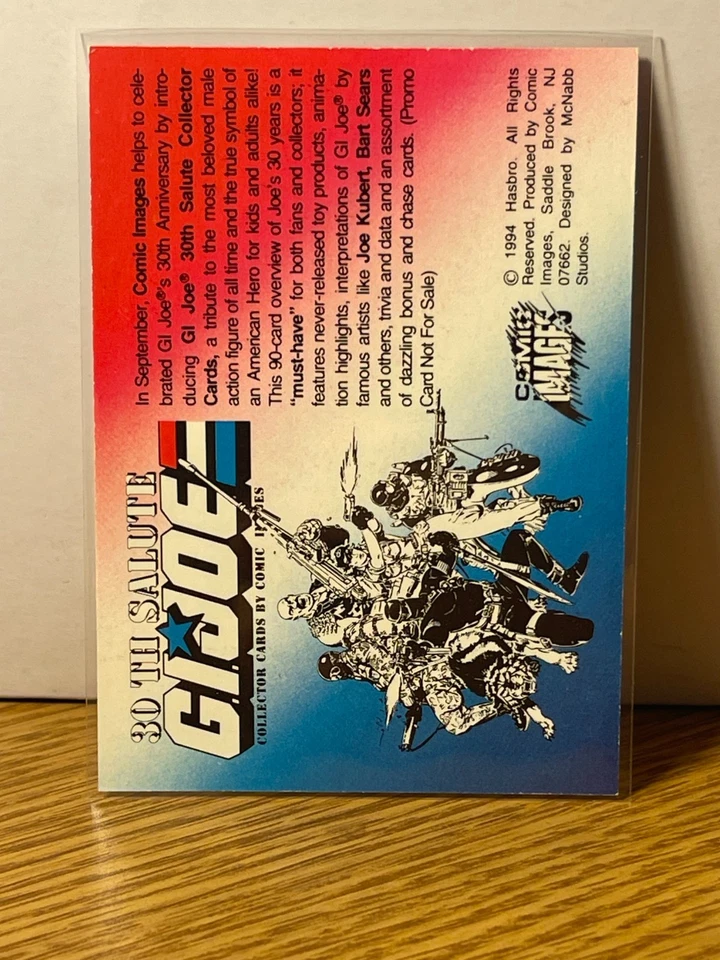 30 TH SALUTE
G.I. JOE
COLLECTOR CARDS BY COMIC IMAGES
In September, Comic Images helps to cele-
brated GI Joe®'s 30th Anniversary by intro-
ducing GI Joe® 30th Salute Collector
Cards, a tribute to the most beloved male
action figure of all time and the true symbol of
an American Hero for kids and adults alike!
This 90-card overview of Joe's 30 years is a
"must-have" for both fans and collectors; it
features never-released toy products, anima-
tion highlights, interpretations of GI Joe® by
famous artists like Joe Kubert, Bart Sears
and others, trivia and data and an assortment
of dazzling bonus and chase cards. (Promo
Card Not For Sale)
COMIC
IMAGES
© 1994 Hasbro. All Rights
Reserved. Produced by Comic
Images, Saddle Brook, NJ
07662. Designed by McNabb
Studios.